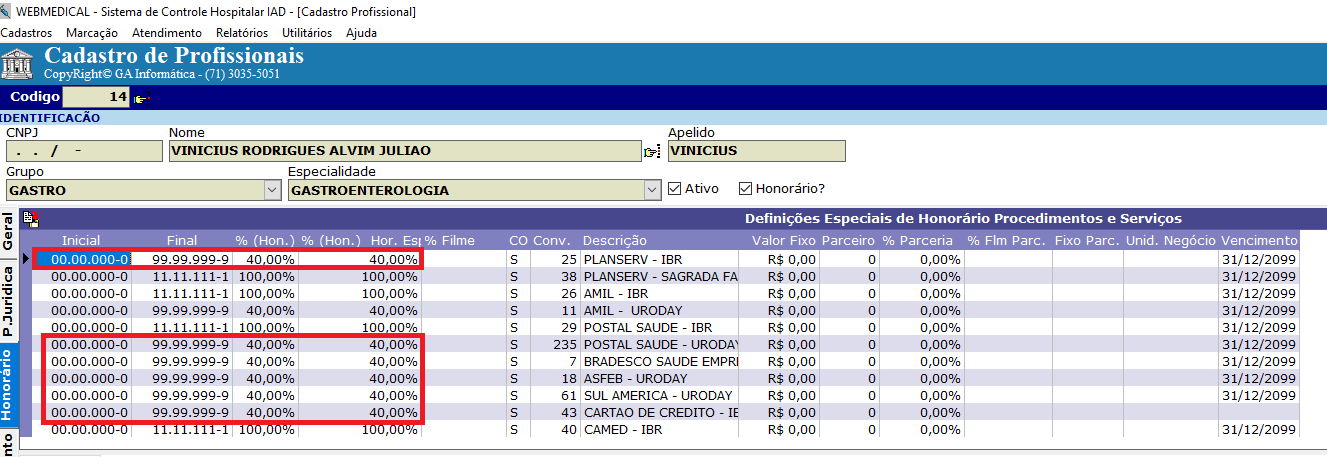 WEBMEDICAL - Sistema de Controle Hospitalar IAD - [Cadastro Profissional]
Cadastros Marcação Atendimento Relatórios Utilitários Ajuda
Cadastro de Profissionais
CopyRight© GA Informática - (71) 3035-5051
Codigo 14
IDENTIFICACÃO
CNPJ Nome Apelido
. . / - VINICIUS RODRIGUES ALVIM JULIAO VINICIUS
Grupo Especialidade
GASTRO GASTROENTEROLOGIA Ativo Honorário?
Geral
P.Juridica
Honorário
nto
Definições Especiais de Honorário Procedimentos e Serviços
Inicial Final % (Hon.) % (Hon.) Hor. Esp % Filme CO Conv. Descrição Valor Fixo Parceiro % Parceria % Flm Parc. Fixo Parc. Unid. Negócio Vencimento
00.00.000-0 99.99.999-9 40,00% 40,00% S 25 PLANSERV - IBR R$ 0,00 0 0,00% 31/12/2099
00.00.000-0 11.11.111-1 100,00% 100,00% S 38 PLANSERV - SAGRADA FA R$ 0,00 0 0,00% 31/12/2099
00.00.000-0 11.11.111-1 100,00% 100,00% S 26 AMIL - IBR R$ 0,00 0 0,00% 31/12/2099
00.00.000-0 99.99.999-9 40,00% 40,00% S 11 AMIL - URODAY R$ 0,00 0 0,00% 31/12/2099
00.00.000-0 11.11.111-1 100,00% 100,00% S 29 POSTAL SAUDE - IBR R$ 0,00 0 0,00% 31/12/2099
00.00.000-0 99.99.999-9 40,00% 40,00% S 235 POSTAL SAUDE - URODAY R$ 0,00 0 0,00% 31/12/2099
00.00.000-0 99.99.999-9 40,00% 40,00% S 7 BRADESCO SAUDE EMPRE R$ 0,00 0 0,00% 31/12/2099
00.00.000-0 99.99.999-9 40,00% 40,00% S 18 ASFEB - URODAY R$ 0,00 0 0,00% 31/12/2099
00.00.000-0 99.99.999-9 40,00% 40,00% S 61 SUL AMERICA - URODAY R$ 0,00 0 0,00% 31/12/2099
00.00.000-0 99.99.999-9 40,00% 40,00% S 43 CARTAO DE CREDITO - IB R$ 0,00 0 0,00%
00.00.000-0 11.11.111-1 100,00% 100,00% S 40 CAMED - IBR R$ 0,00 0 0,00% 31/12/2099